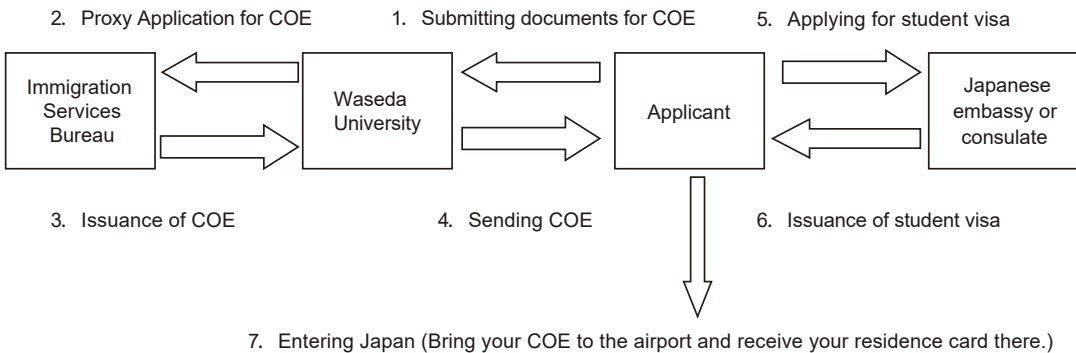 2. Proxy Application for COE
1. Submitting documents for COE
5. Applying for student visa
Immigration
Services
Bureau
Waseda
University
Applicant
Japanese
embassy or
consulate
3. Issuance of COE
4. Sending COE
6. Issuance of student visa
7. Entering Japan (Bring your COE to the airport and receive your residence card there.)